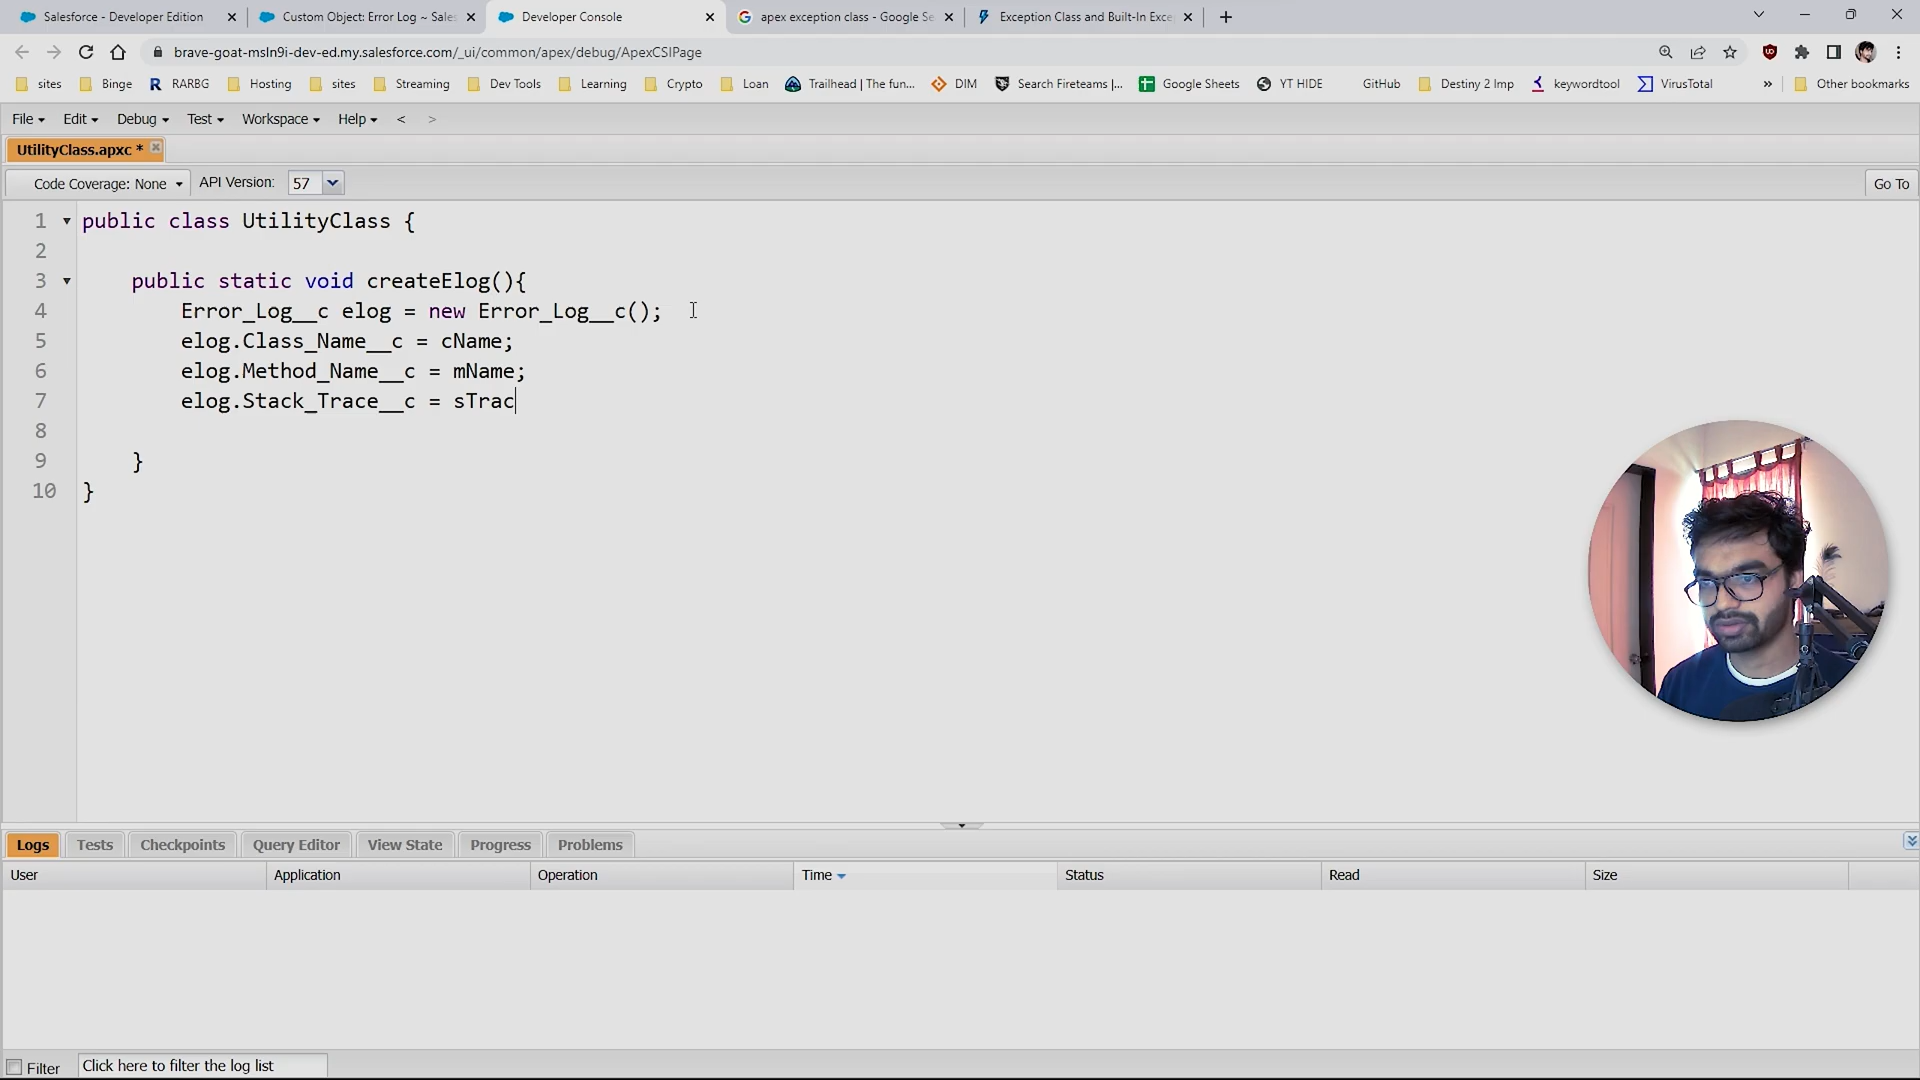 Salesforce - Developer Edition
Custom Object: Error Log ~ Sales
Developer Console
apex exception class - Google Se
Exception Class and Built-In Exce
brave-goat-msln9i-dev-ed.my.salesforce.com/_ui/common/apex/debug/ApexCSIPage
sites Binge RARBG Hosting sites Streaming Dev Tools Learning Crypto Loan Trailhead | The fun... DIM Search Fireteams |... Google Sheets YT HIDE GitHub Destiny 2 Imp keywordtool VirusTotal » Other bookmarks
File Edit Debug Test Workspace Help < >
UtilityClass.apxc *
Code Coverage: None API Version: 57 Go To
1 public class UtilityClass {
2
3 public static void createElog(){
4 Error_Log__c elog = new Error_Log__c();
5 elog.Class_Name__c = cName;
6 elog.Method_Name__c = mName;
7 elog.Stack_Trace__c = sTrac
8
9 }
10 }
Logs Tests Checkpoints Query Editor View State Progress Problems
User Application Operation Time Status Read Size
Filter Click here to filter the log list